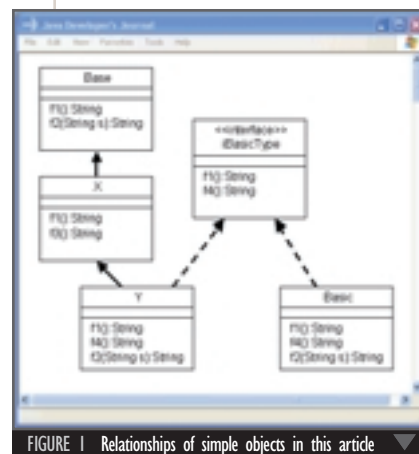 Java Developer's Journal
File Edit View Favorites Tools Help
Base
f1():String
f2(String s):String
<<interface>>
iBasicType
f1():String
f4():String
X
f1():String
f3():String
Y
f1():String
f4():String
f2(String s):String
Basic
f1():String
f4():String
f2(String s):String
FIGURE 1 Relationships of simple objects in this article